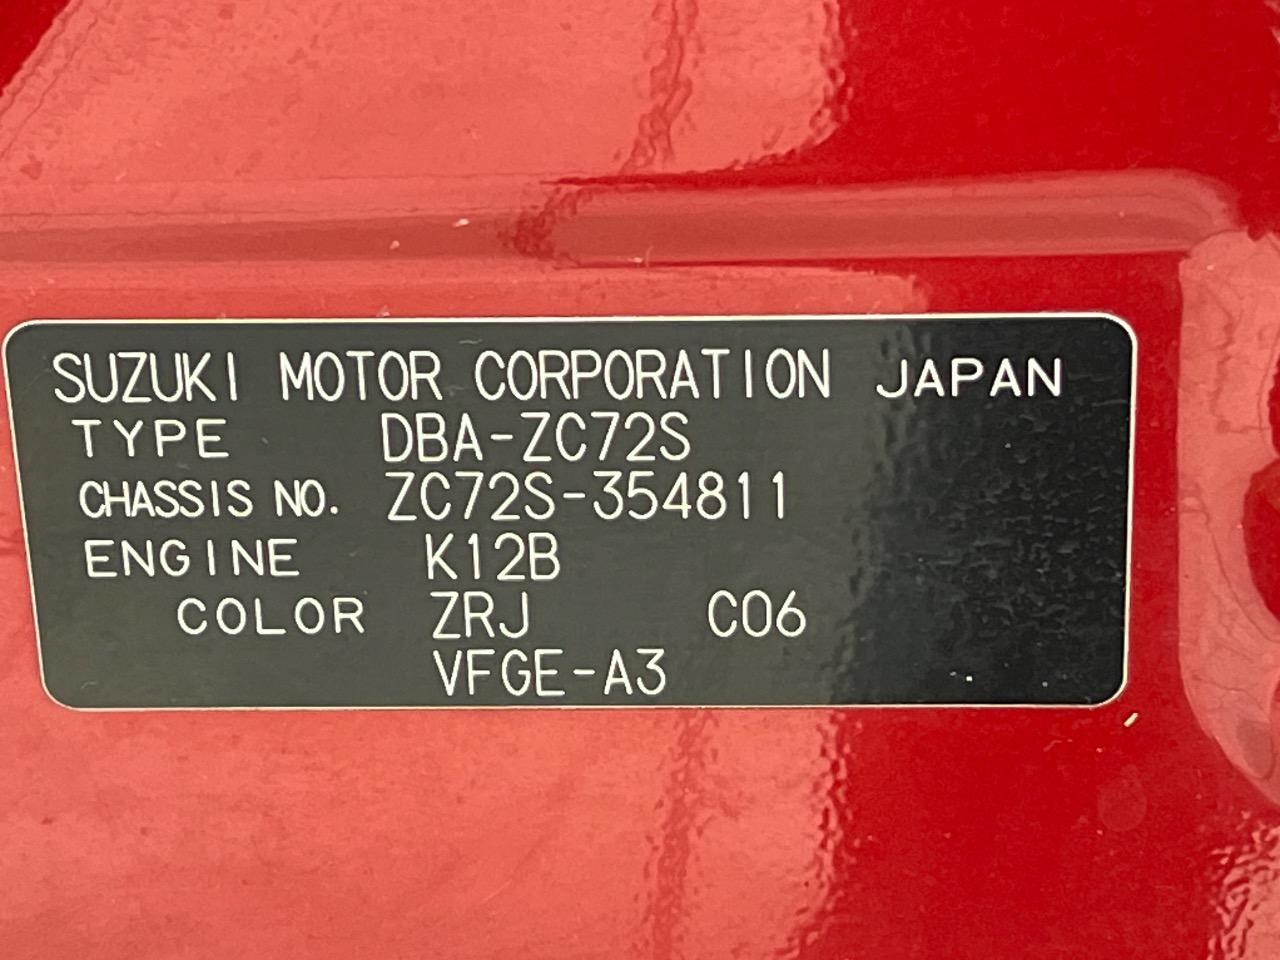 SUZUKI MOTOR CORPORATION JAPAN
TYPE DBA-ZC72S
CHASSIS NO. ZC72S-354811
ENGINE K12B
COLOR ZRJ C06
VFGE-A3